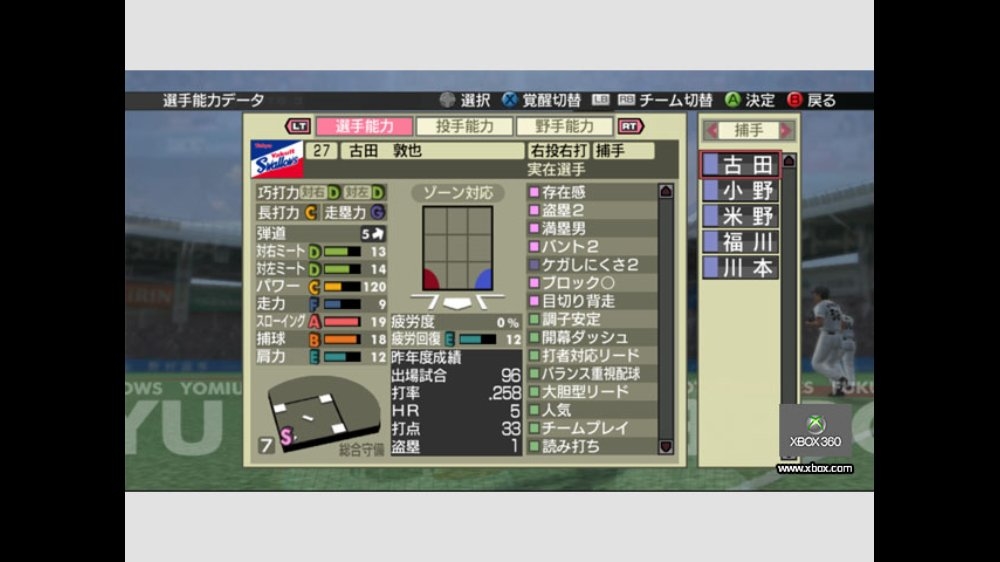 選手能力データ 選択 X 覚醒切替 LB RB チーム切替 A 決定 B 戻る
LT 選手能力 投手能力 野手能力 RT
捕手
Tokyo Yakult Swallows 27 古田 敦也 右投右打 捕手
実在選手
巧打力 対右 D 対左 D
長打力 C 走塁力 G
弾道 5
対右ミート D 13
対左ミート D 14
パワー C 120
走力 F 9
スローイング A 19
捕球 B 18
肩力 E 12
7 S 総合守備
ゾーン対応
疲労度 0%
疲労回復 E 12
昨年度成績
出場試合 96
打率 .258
HR 5
打点 33
盗塁 1
存在感
盗塁2
満塁男
バント2
ケガしにくさ2
ブロック○
目切り背走
調子安定
開幕ダッシュ
打者対応リード
バランス重視配球
大胆型リード
人気
チームプレイ
読み打ち
古田
小野
米野
福川
川本
OWS YOMIU
YU
FUKU
XBOX 360
www.xbox.com